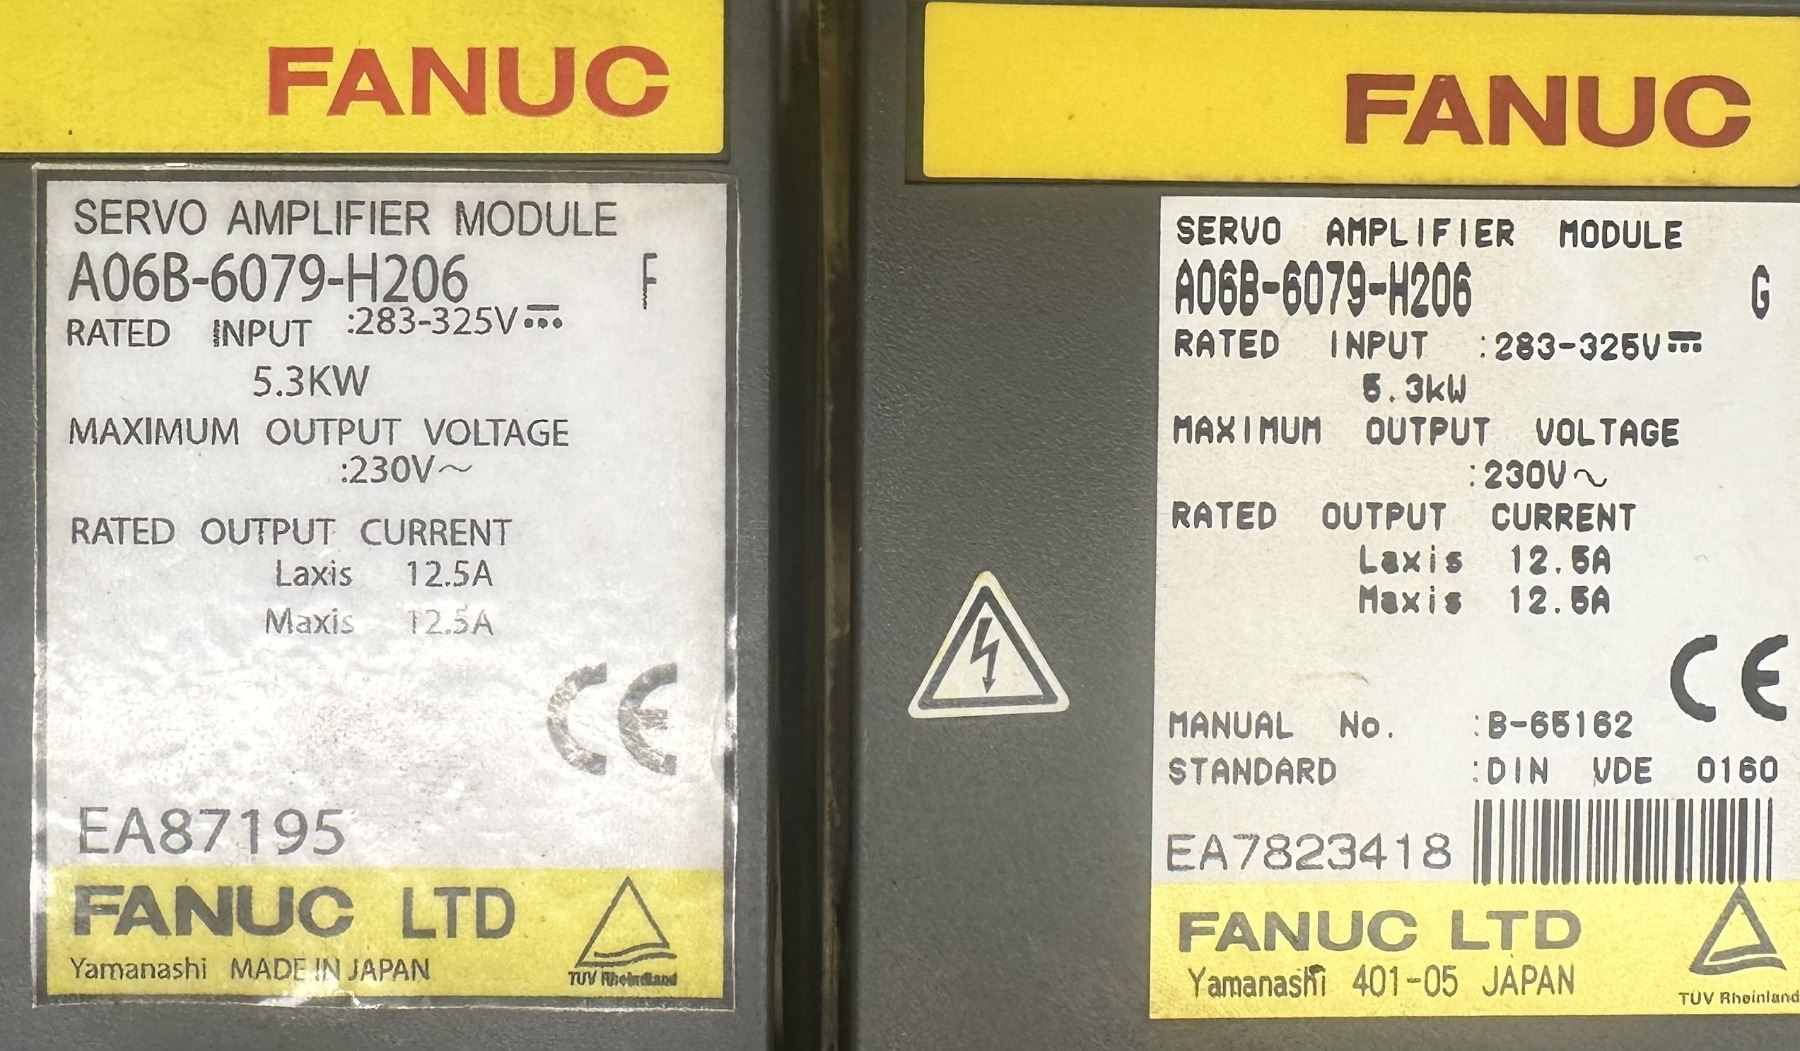 FANUC
SERVO AMPLIFIER MODULE
A06B-6079-H206 F
RATED INPUT :283-325V
5.3KW
MAXIMUM OUTPUT VOLTAGE
:230V~
RATED OUTPUT CURRENT
Laxis 12.5A
Maxis 12.5A
CE
EA87195
FANUC LTD
Yamanashi MADE IN JAPAN
TUV Rheindland
FANUC
SERVO AMPLIFIER MODULE
A06B-6079-H206 G
RATED INPUT :283-325V
5.3kW
MAXIMUM OUTPUT VOLTAGE
:230V~
RATED OUTPUT CURRENT
Laxis 12.5A
Maxis 12.5A
CE
MANUAL No. :B-65162
STANDARD :DIN VDE 0160
EA7823418
FANUC LTD
Yamanashi 401-05 JAPAN
TUV Rheinland